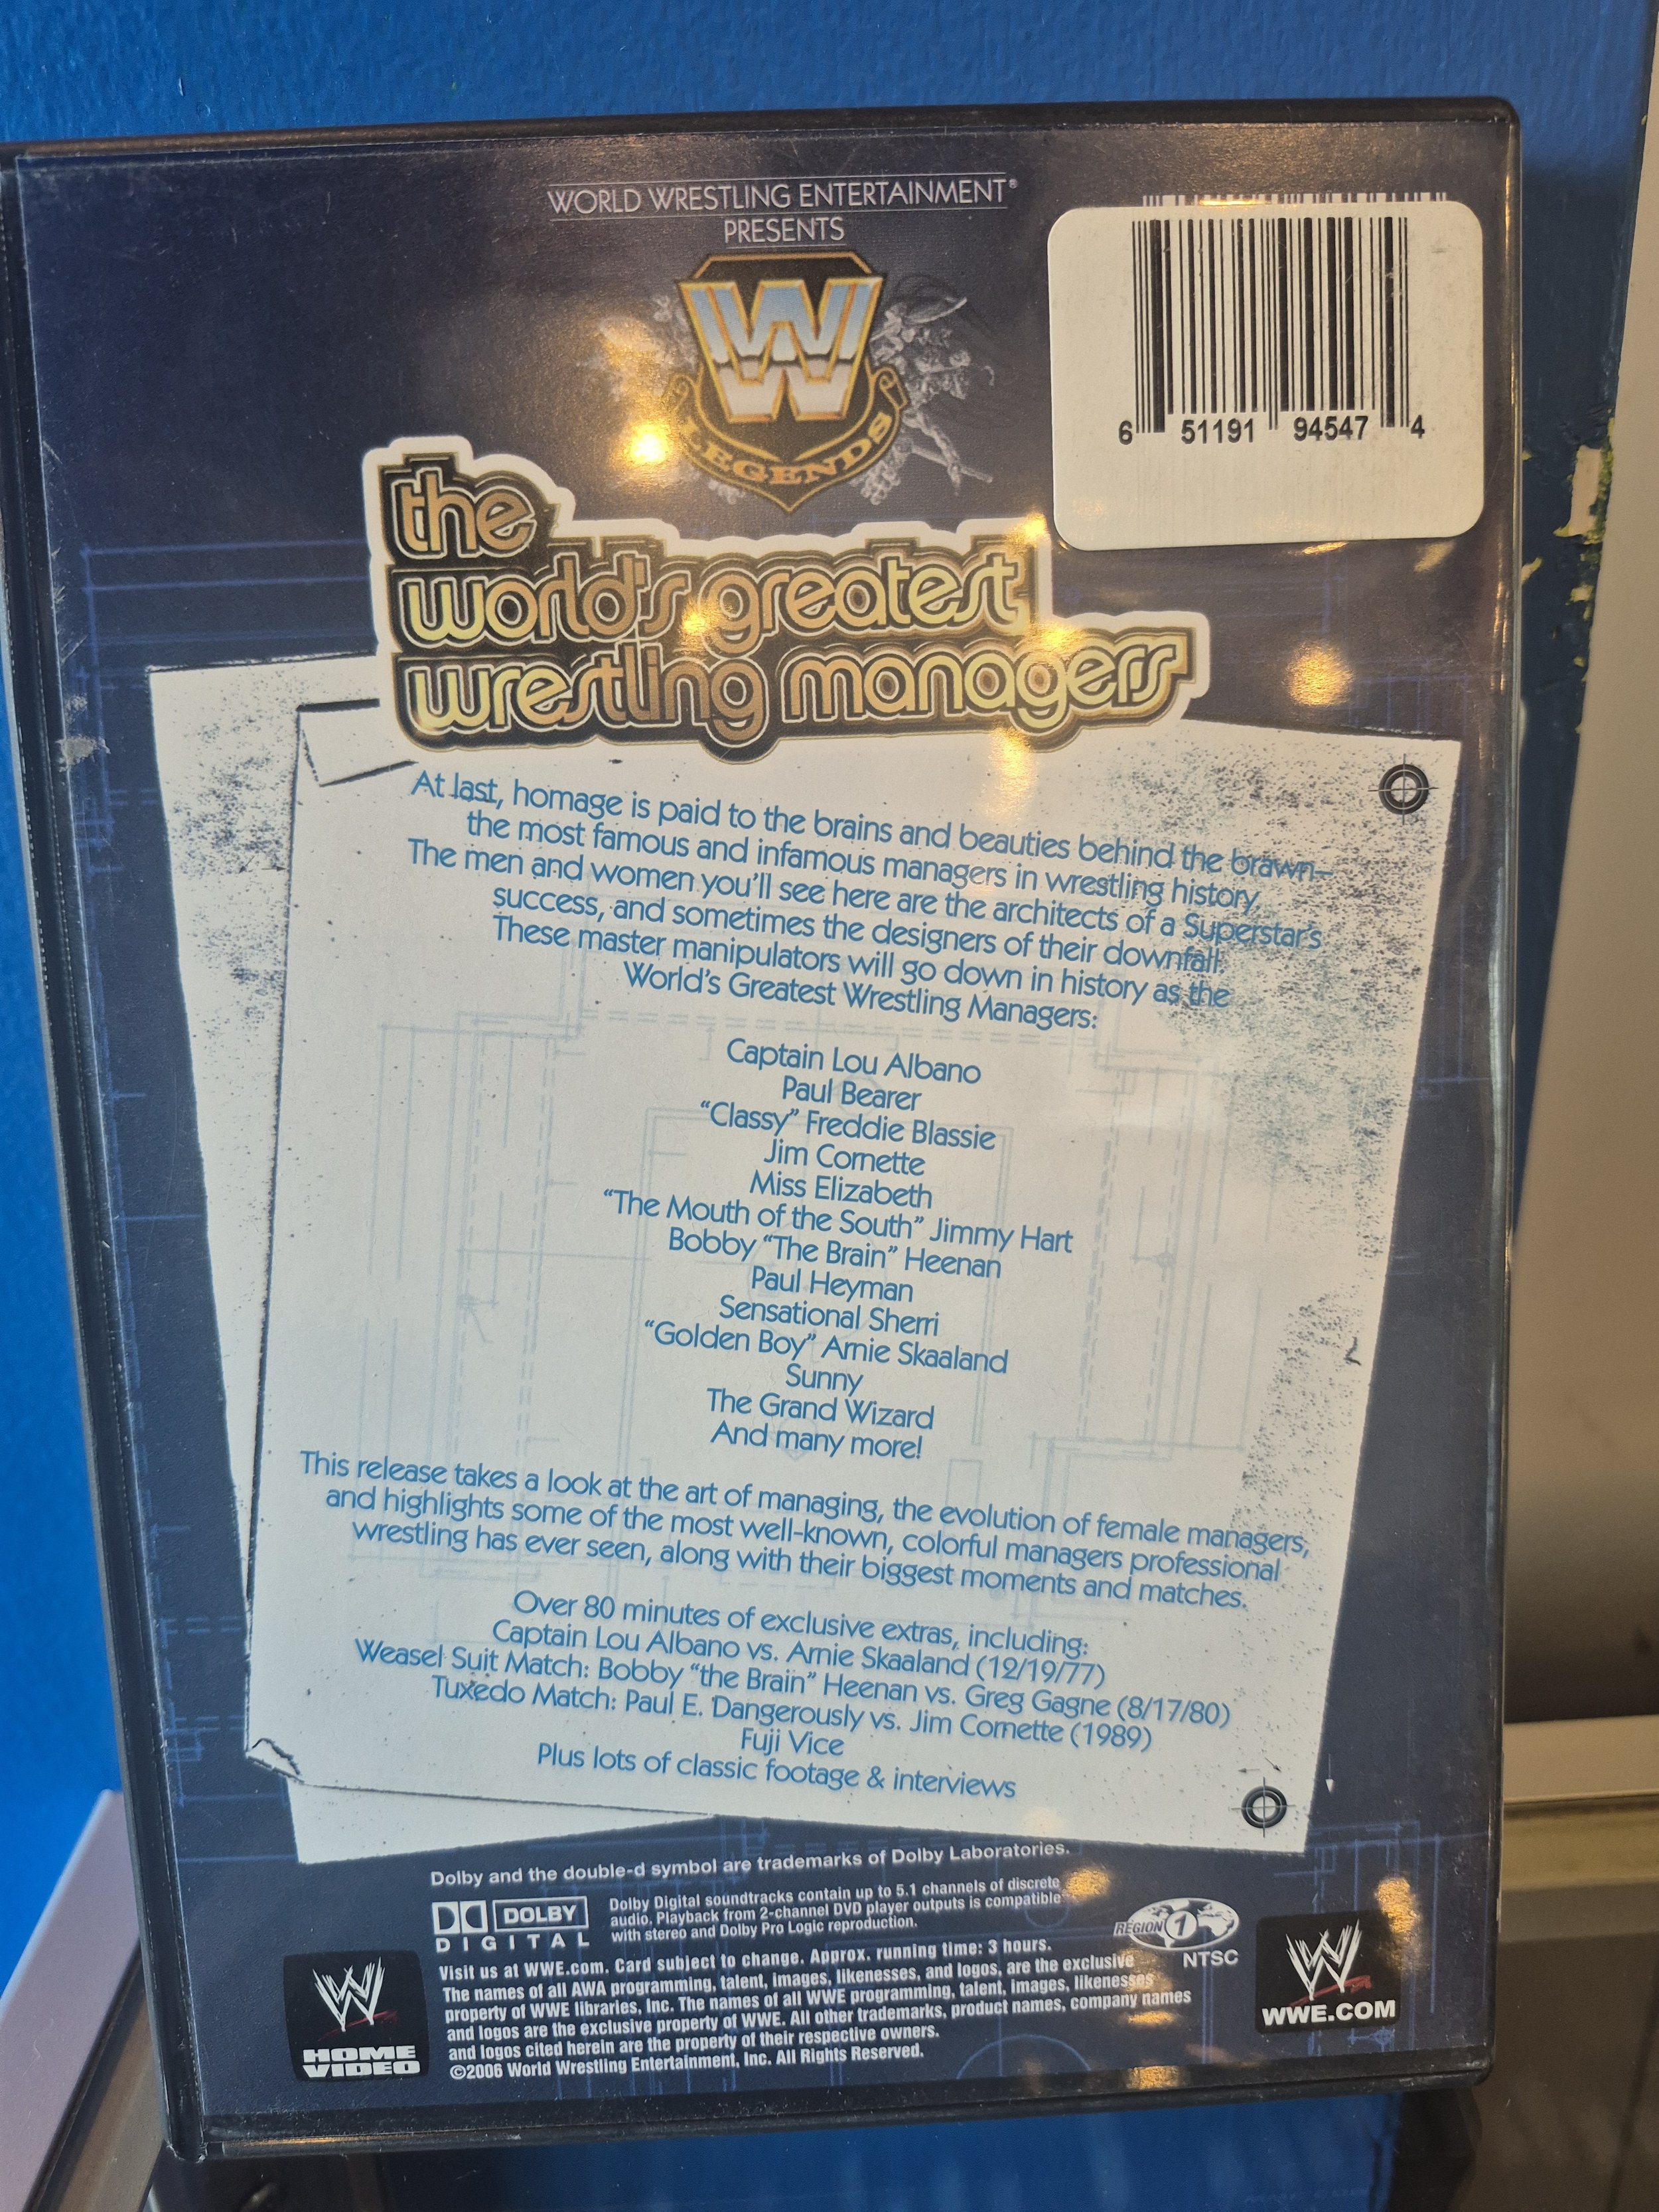 WORLD WRESTLING ENTERTAINMENT®
PRESENTS
WW
LEGENDS
6 51191 94547 4
the
world's greatest
wrestling managers
At last, homage is paid to the brains and beauties behind the brawn–
the most famous and infamous managers in wrestling history.
The men and women you'll see here are the architects of a Superstar's
success, and sometimes the designers of their downfall.
These master manipulators will go down in history as the
World's Greatest Wrestling Managers:
Captain Lou Albano
Paul Bearer
“Classy” Freddie Blassie
Jim Cornette
Miss Elizabeth
“The Mouth of the South” Jimmy Hart
Bobby “The Brain” Heenan
Paul Heyman
Sensational Sherri
“Golden Boy” Arnie Skaaland
Sunny
The Grand Wizard
And many more!
This release takes a look at the art of managing, the evolution of female managers,
and highlights some of the most well-known, colorful managers professional
wrestling has ever seen, along with their biggest moments and matches.
Over 80 minutes of exclusive extras, including:
Captain Lou Albano vs. Arnie Skaaland (12/19/77)
Weasel Suit Match: Bobby “the Brain” Heenan vs. Greg Gagne (8/17/80)
Tuxedo Match: Paul E. Dangerously vs. Jim Cornette (1989)
Fuji Vice
Plus lots of classic footage & interviews
Dolby and the double-d symbol are trademarks of Dolby Laboratories.
DOLBY
DIGITAL
Dolby Digital soundtracks contain up to 5.1 channels of discrete
audio. Playback from 2-channel DVD player outputs is compatible
with stereo and Dolby Pro Logic reproduction.
REGION 1
NTSC
Visit us at WWE.com. Card subject to change. Approx. running time: 3 hours.
The names of all AWA programming, talent, images, likenesses, and logos, are the exclusive
property of WWE libraries, Inc. The names of all WWE programming, talent, images, likenesses
and logos are the exclusive property of WWE. All other trademarks, product names, company names
and logos cited herein are the property of their respective owners.
©2006 World Wrestling Entertainment, Inc. All Rights Reserved.
W
HOME
VIDEO
W
WWE.COM